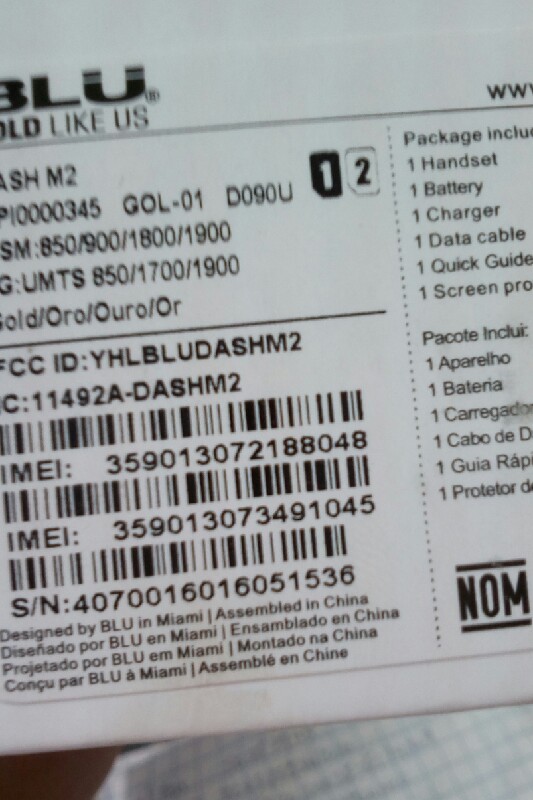 BLU®
OLD LIKE US
WWW
ASH M2
PI0000345 GOL-01 D090U
1 2
SM:850/900/1800/1900
G:UMTS 850/1700/1900
Gold/Oro/Ouro/Or
FCC ID:YHLBLUDASHM2
IC:11492A-DASHM2
IMEI: 359013072188048
IMEI: 359013073491045
S/N:4070016016051536
Designed by BLU in Miami | Assembled in China
Diseñado por BLU en Miami | Ensamblado en China
Projetado por BLU em Miami | Montado na China
Conçu par BLU à Miami | Assemblé en Chine
Package inclu
1 Handset
1 Battery
1 Charger
1 Data cable
1 Quick Guide
1 Screen pro
Pacote Inclui:
1 Aparelho
1 Bateria
1 Carregador
1 Cabo de D
1 Guia Rápi
1 Protetor de
NOM